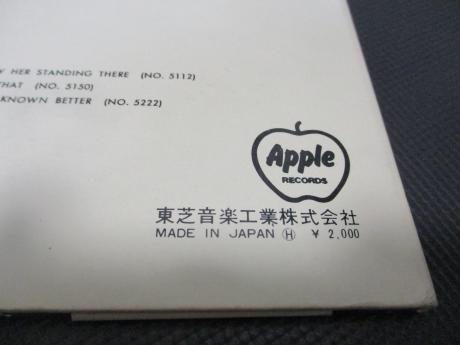 HER STANDING THERE (NO. 5112)
THAT (NO. 5150)
KNOWN BETTER (NO. 5222)
Apple
RECORDS
東芝音楽工業株式会社
MADE IN JAPAN Ⓗ ¥ 2,000